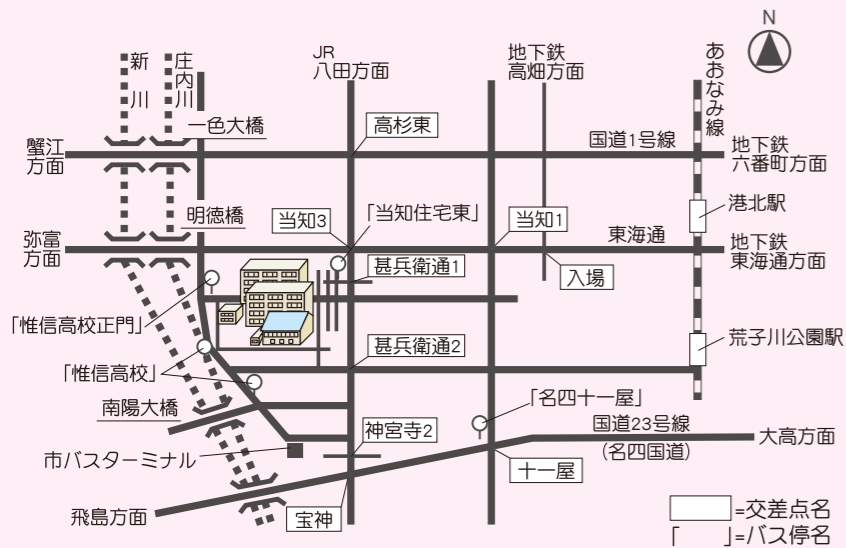 N
JR
八田方面
地下鉄
高畑方面
あおなみ線
新川
庄内川
一色大橋
高杉東
国道1号線
蟹江
方面
地下鉄
六番町方面
明徳橋
当知3
「当知住宅東」
当知1
港北駅
弥富
方面
東海通
地下鉄
東海通方面
甚兵衛通1
入場
「惟信高校正門」
甚兵衛通2
荒子川公園駅
「惟信高校」
南陽大橋
「名四十一屋」
神宮寺2
国道23号線
(名四国道)
大高方面
市バスターミナル
十一屋
飛島方面
宝神
=交差点名
「 」=バス停名